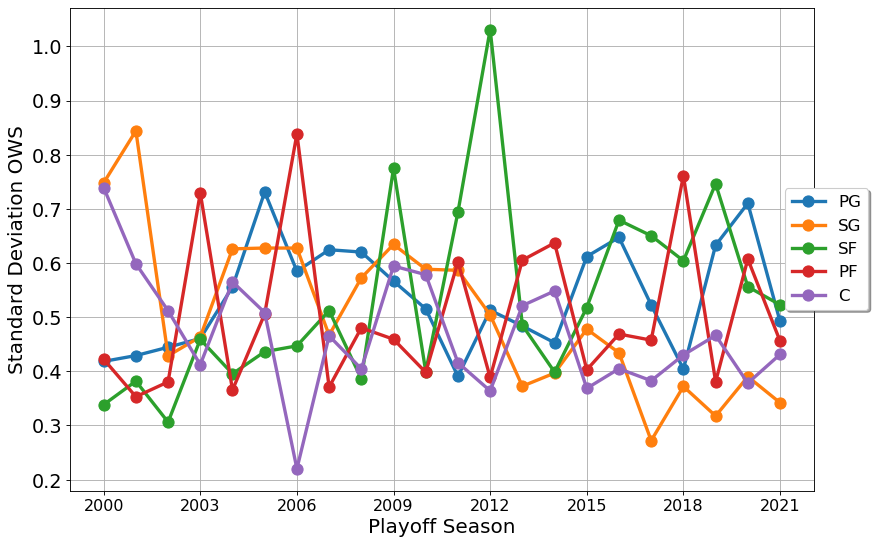 Standard Deviation OWS
1.0
0.9
0.8
0.7
0.6
0.5
0.4
0.3
0.2
PG
SG
SF
PF
C
2000 2003 2006 2009 2012 2015 2018 2021
Playoff Season